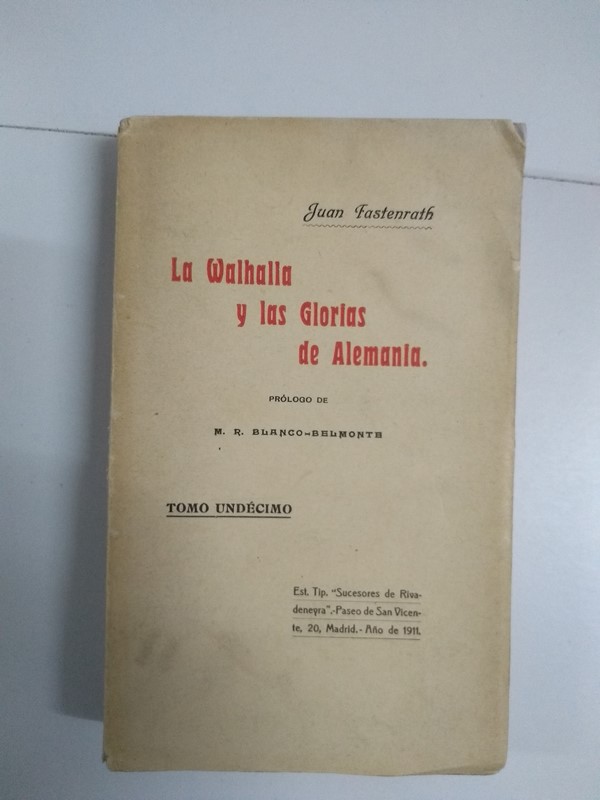 Juan Fastenrath
La Walhalla
y las Glorias
de Alemania.
PRÓLOGO DE
M. R. BLANCO-BELMONTE
TOMO UNDÉCIMO
Est. Tip. "Sucesores de Riva-
deneyra".-Paseo de San Vicen-
te, 20, Madrid.-Año de 1911.